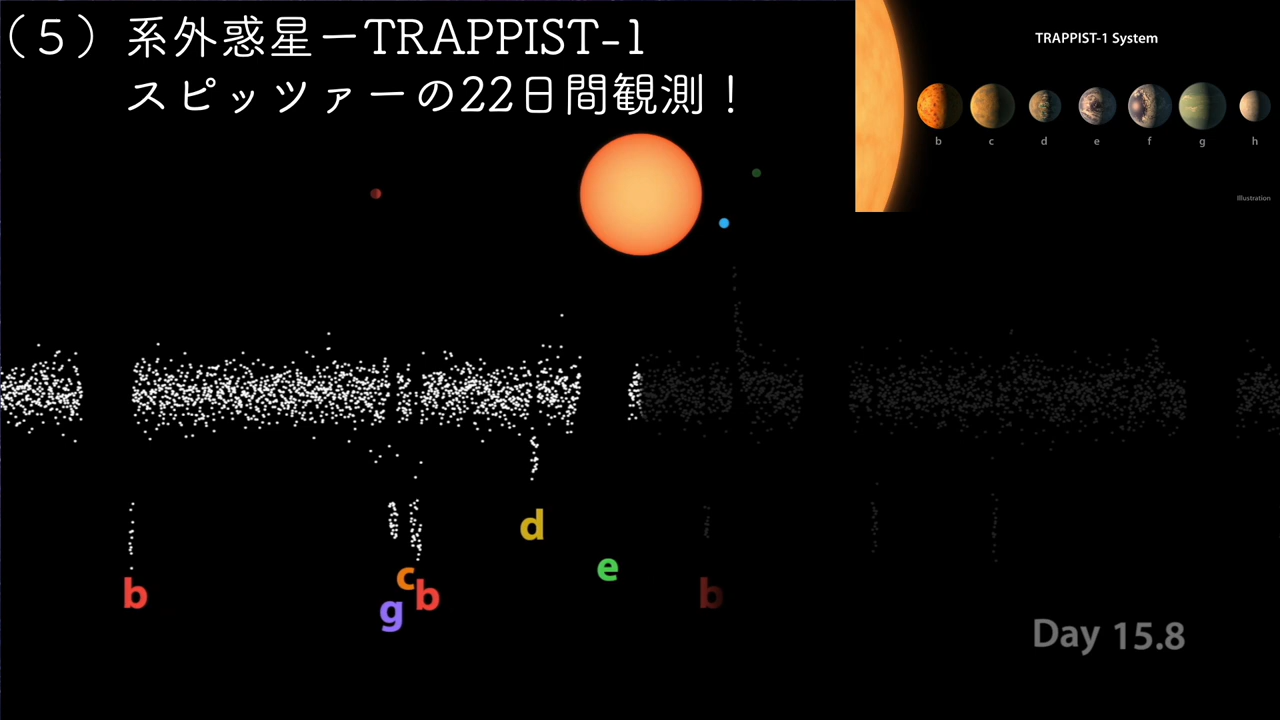 （５）系外惑星－TRAPPIST-1
スピッツァーの22日間観測！
TRAPPIST-1 System
b c d e f g h
Illustration
d
e
c
b b b
g
Day 15.8